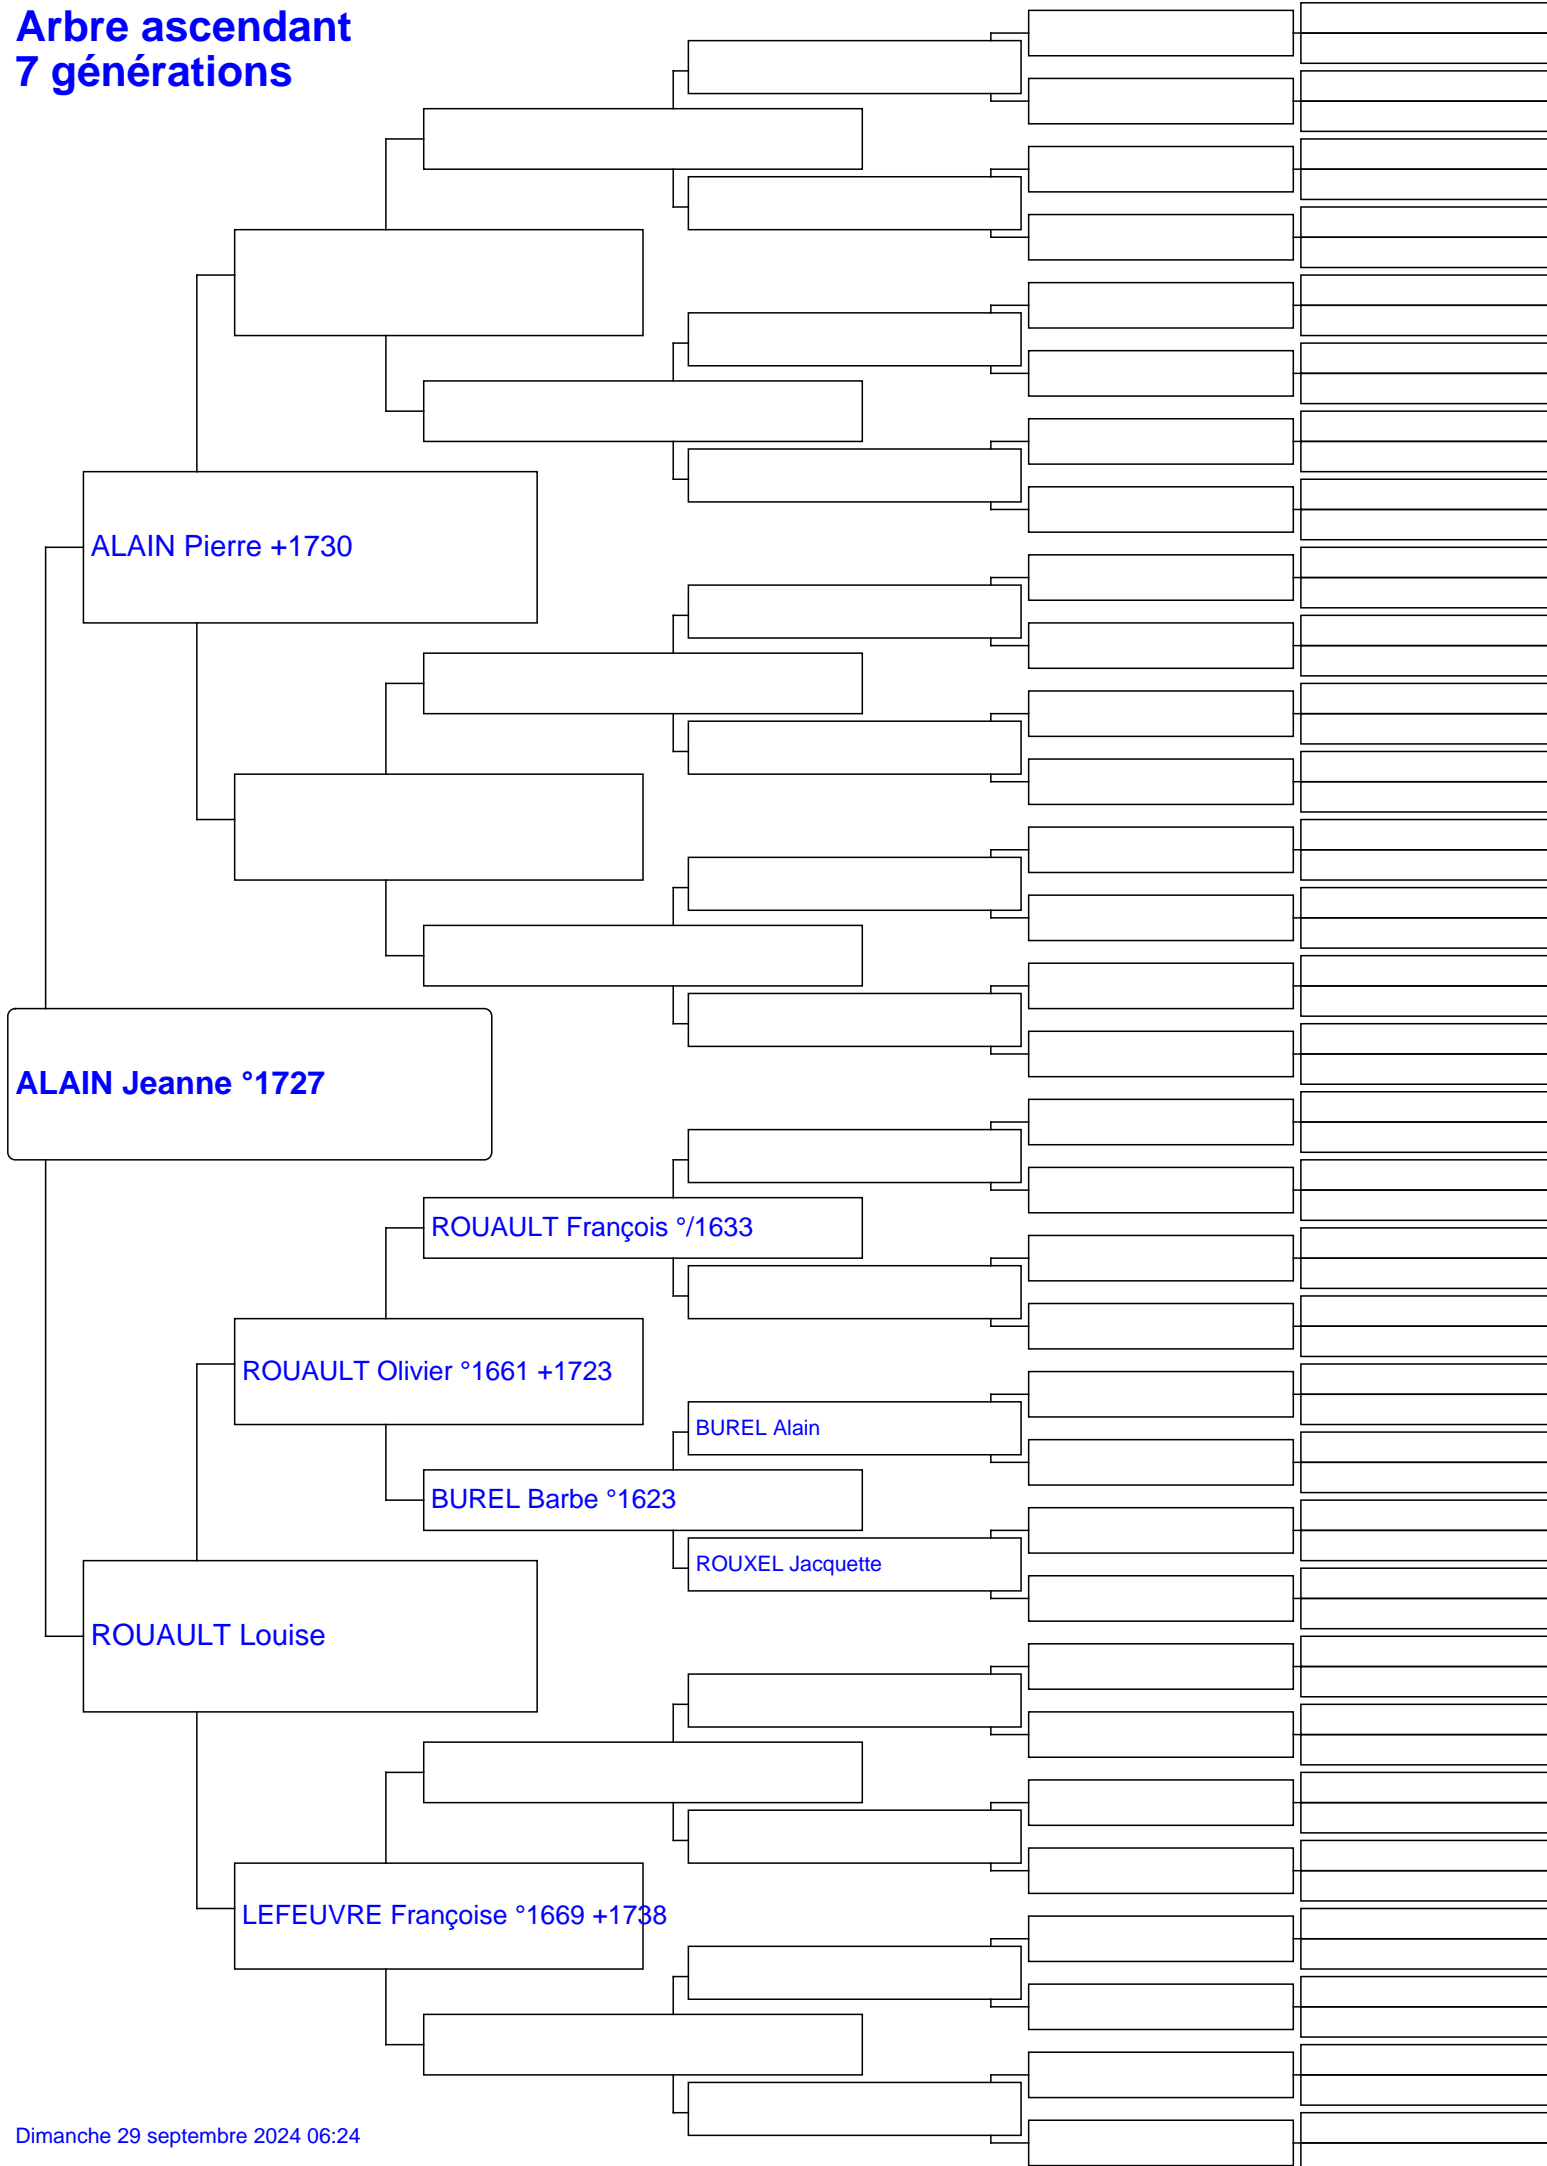 Arbre ascendant
7 générations
ALAIN Pierre +1730
ALAIN Jeanne °1727
ROUAULT François °/1633
ROUAULT Olivier °1661 +1723
BUREL Alain
BUREL Barbe °1623
ROUXEL Jacquette
ROUAULT Louise
LEFEUVRE Françoise °1669 +1738
Dimanche 29 septembre 2024 06:24